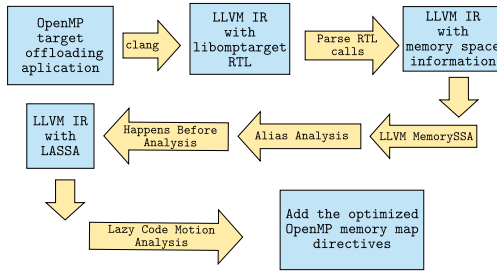 OpenMP
target
offloading
aplication
clang
LLVM IR
with
libomptarget
RTL
Parse RTL
calls
LLVM IR
with
memory space
information
LLVM MemorySSA
Alias Analysis
Happens Before
Analysis
LLVM IR
with
LASSA
Lazy Code Motion
Analysis
Add the optimized
OpenMP memory map
directives